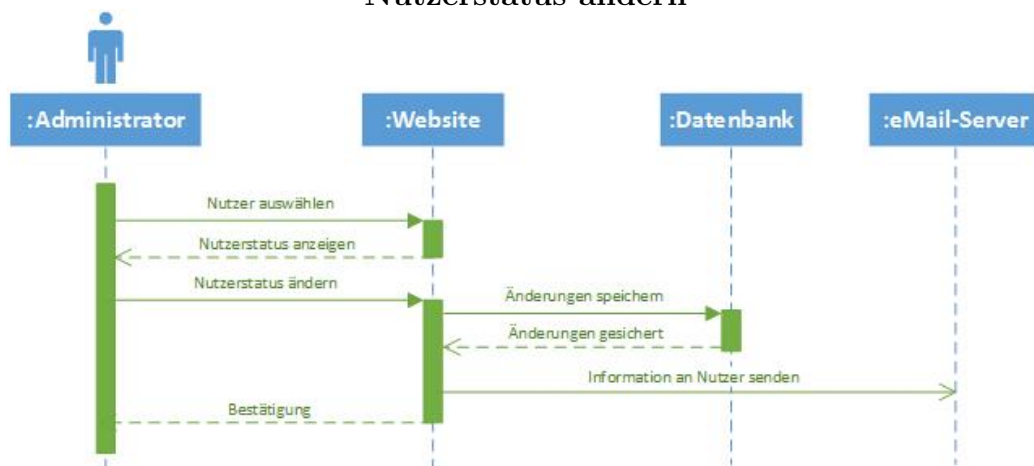 Nutzerstatus ändern
:Administrator
:Website
:Datenbank
:eMail-Server
Nutzer auswählen
Nutzerstatus anzeigen
Nutzerstatus ändern
Änderungen speichern
Änderungen gesichert
Information an Nutzer senden
Bestätigung